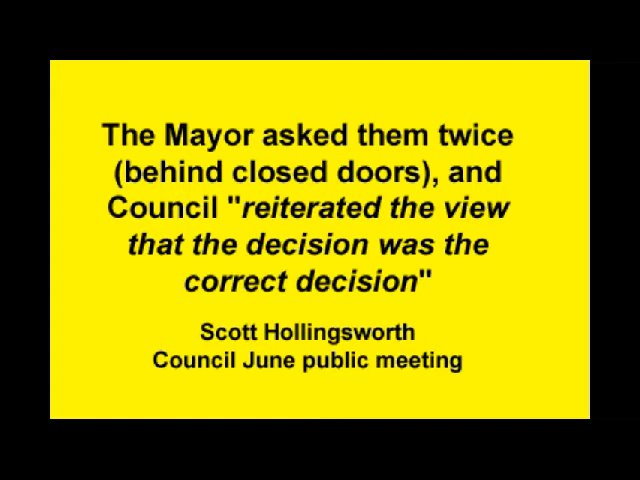 The Mayor asked them twice
(behind closed doors), and
Council "reiterated the view
that the decision was the
correct decision"
Scott Hollingsworth
Council June public meeting